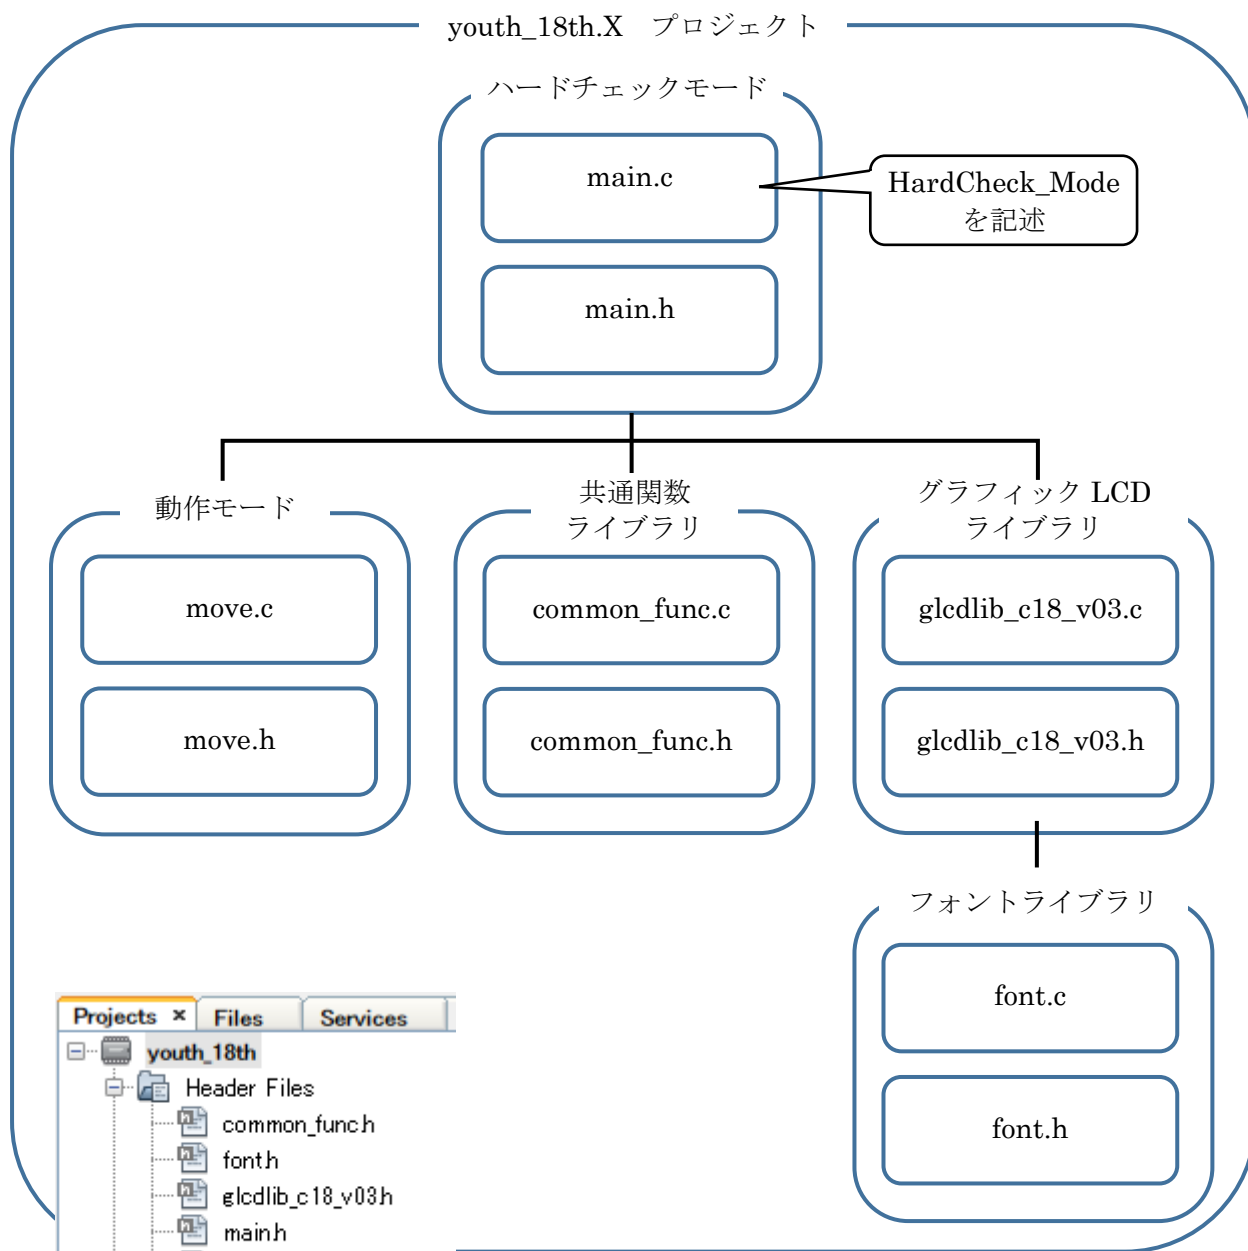 youth_18th.X　プロジェクト
ハードチェックモード
main.c
HardCheck_Mode
を記述
main.h
動作モード
move.c
move.h
共通関数
ライブラリ
common_func.c
common_func.h
グラフィック LCD
ライブラリ
glcdlib_c18_v03.c
glcdlib_c18_v03.h
フォントライブラリ
font.c
font.h
Projects × Files Services
youth_18th
Header Files
common_func.h
font.h
glcdlib_c18_v03.h
main.h